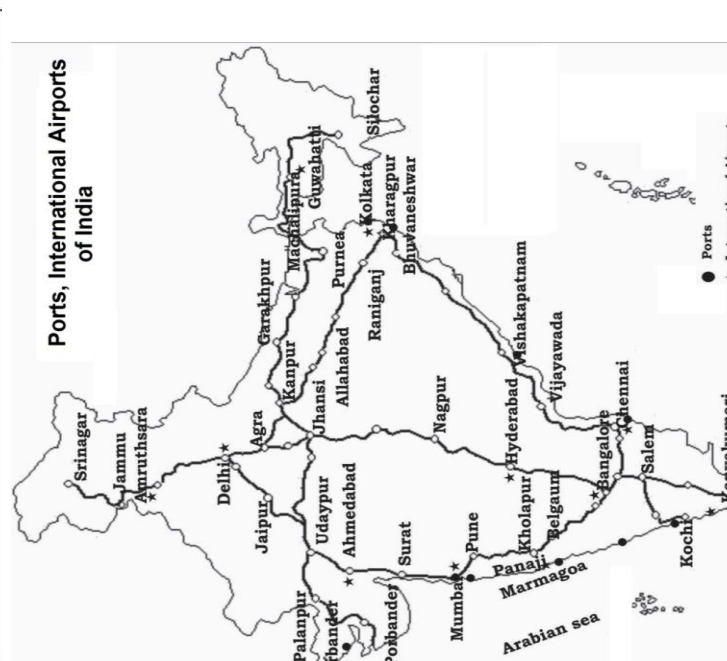 Ports, International Airports
of India
Srinagar
Jammu
Amruthsara
Delhi
Jaipur
Agra
Garakhpur
Kanpur
Jhansi
Allahabad
Purnea
Machalipura
Guwahatti
Silochar
Kolkata
Kharagpur
Bhuvaneshwar
Raniganj
Udaypur
Ahmedabad
Palanpur
Porbander
Surat
Nagpur
Mumbai
Pune
Hyderabad
Vishakapatnam
Vijayawada
Kholapur
Belgaum
Panaji
Marmagoa
Bangalore
Chennai
Salem
Kochi
Arabian sea
Ports